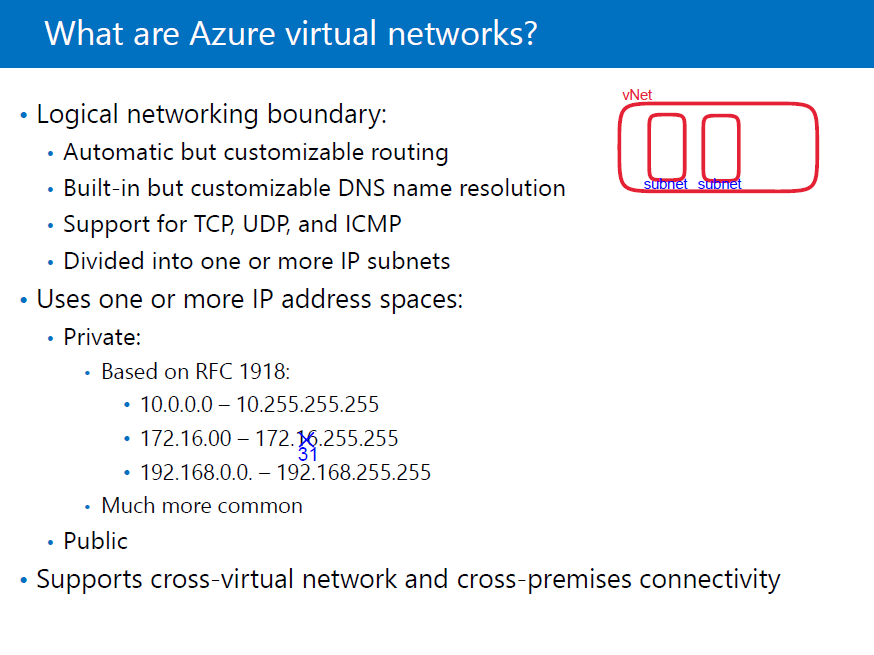 What are Azure virtual networks?
vNet
• Logical networking boundary:
• Automatic but customizable routing
• Built-in but customizable DNS name resolution
subnet subnet
• Support for TCP, UDP, and ICMP
• Divided into one or more IP subnets
• Uses one or more IP address spaces:
• Private:
• Based on RFC 1918:
• 10.0.0.0 – 10.255.255.255
• 172.16.00 – 172.16.255.255
31
• 192.168.0.0. – 192.168.255.255
• Much more common
• Public
• Supports cross-virtual network and cross-premises connectivity